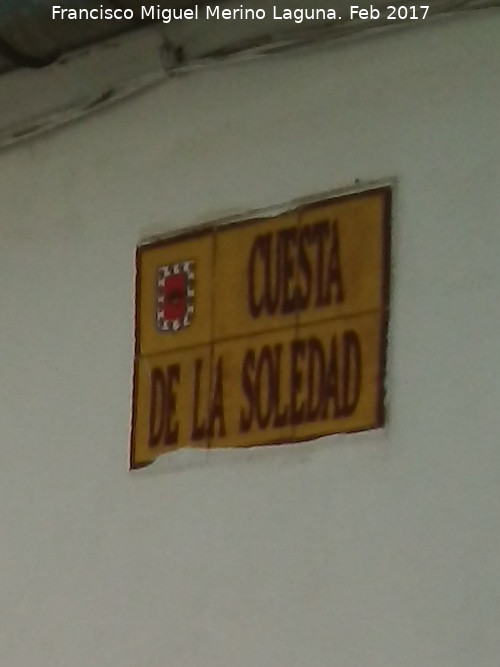 Francisco Miguel Merino Laguna. Feb 2017
CUESTA
DE LA SOLEDAD